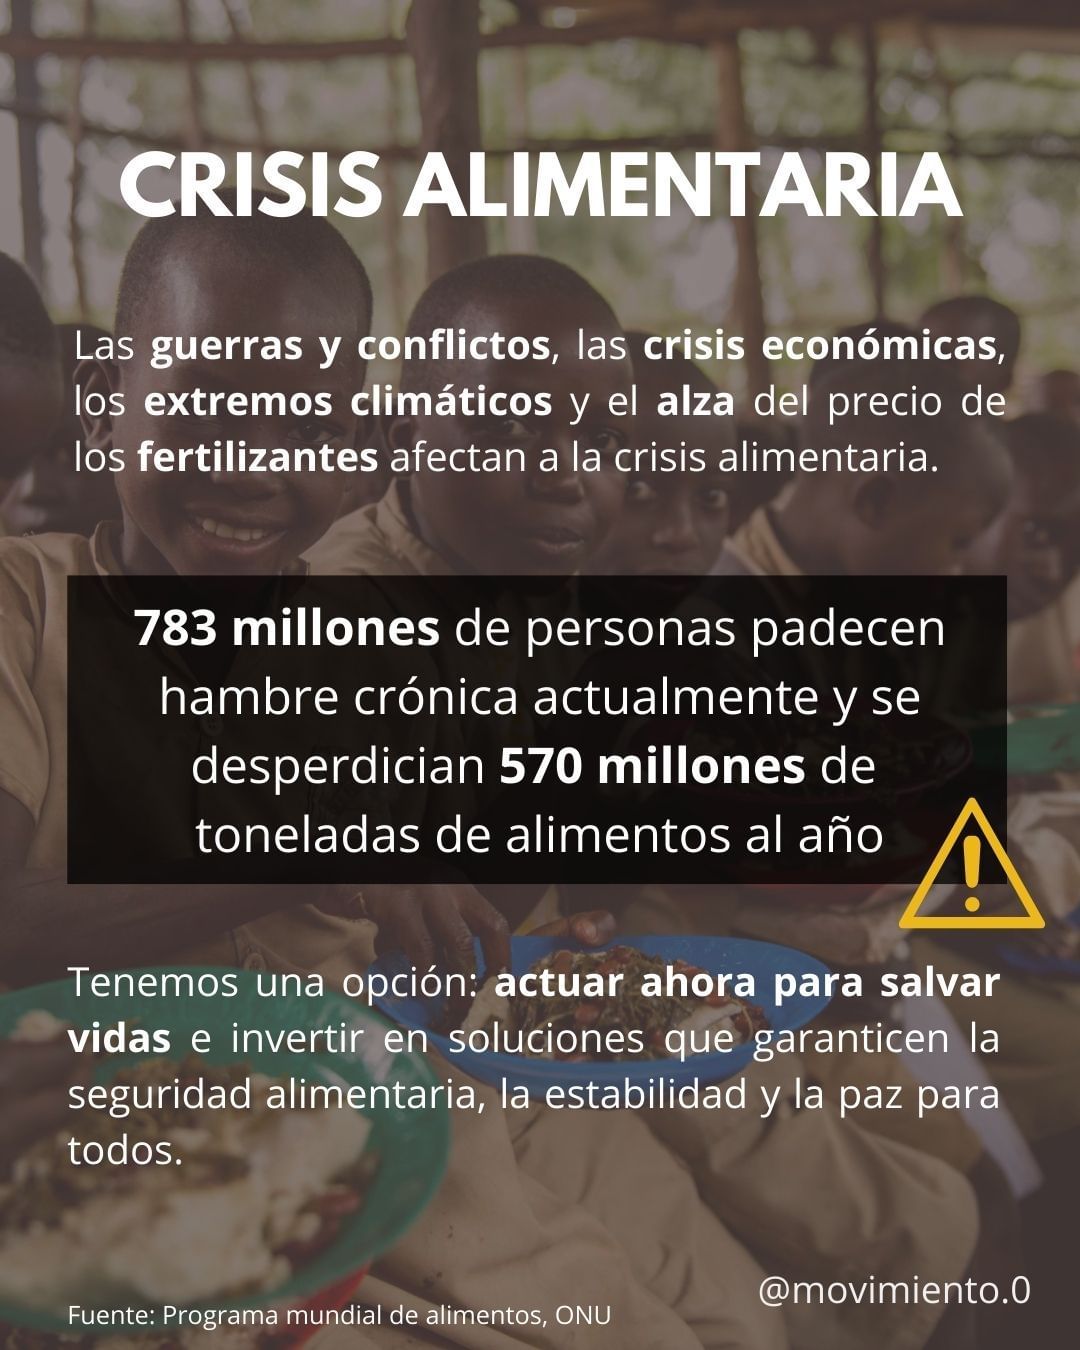 CRISIS ALIMENTARIA
Las guerras y conflictos, las crisis económicas,
los extremos climáticos y el alza del precio de
los fertilizantes afectan a la crisis alimentaria.
783 millones de personas padecen
hambre crónica actualmente y se
desperdician 570 millones de
toneladas de alimentos al año
Tenemos una opción: actuar ahora para salvar
vidas e invertir en soluciones que garanticen la
seguridad alimentaria, la estabilidad y la paz para
todos.
@movimiento.0
Fuente: Programa mundial de alimentos, ONU